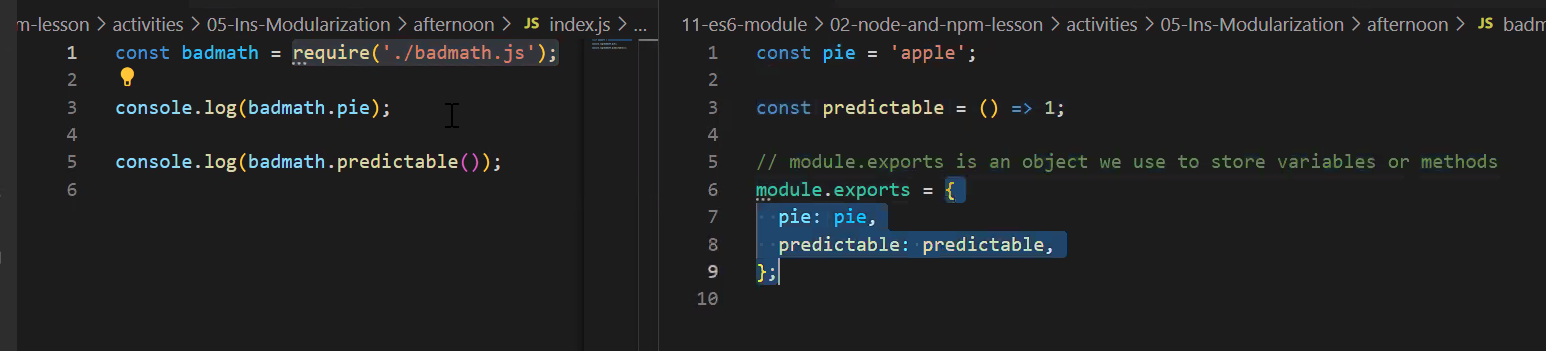 m-lesson > activities > 05-Ins-Modularization > afternoon > JS index.js > ...
1 const badmath = require('./badmath.js');
2
3 console.log(badmath.pie);
4
5 console.log(badmath.predictable());
6
11-es6-module > 02-node-and-npm-lesson > activities > 05-Ins-Modularization > afternoon > JS badm
1 const pie = 'apple';
2
3 const predictable = () => 1;
4
5 // module.exports is an object we use to store variables or methods
6 module.exports = {
7 pie: pie,
8 predictable: predictable,
9 };
10